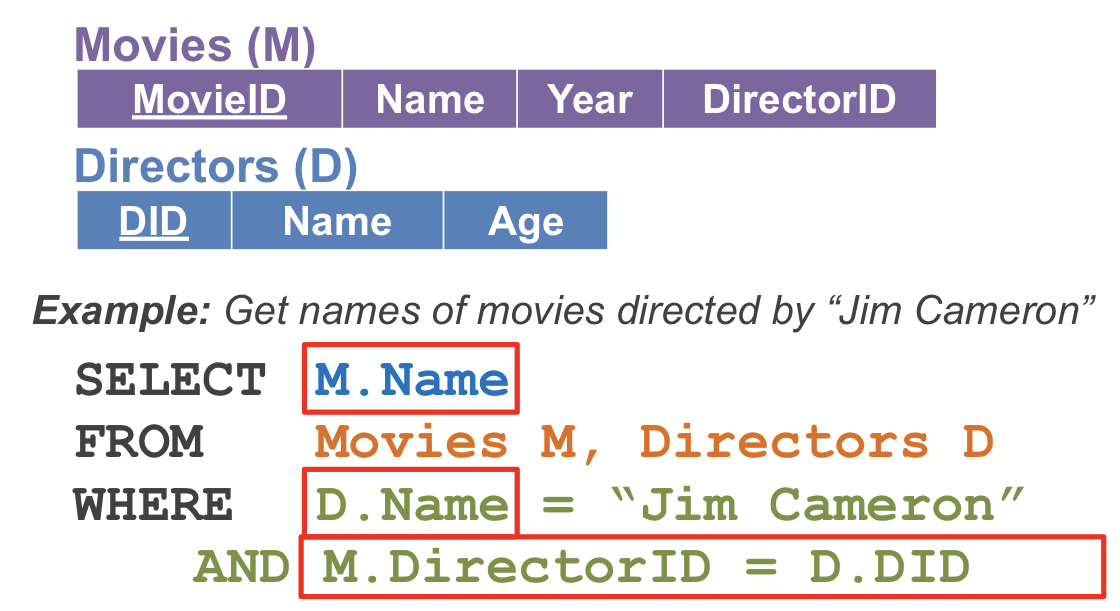 Movies (M)
MovieID Name Year DirectorID
Directors (D)
DID Name Age
Example: Get names of movies directed by “Jim Cameron”
SELECT M.Name
FROM Movies M, Directors D
WHERE D.Name = “Jim Cameron”
AND M.DirectorID = D.DID